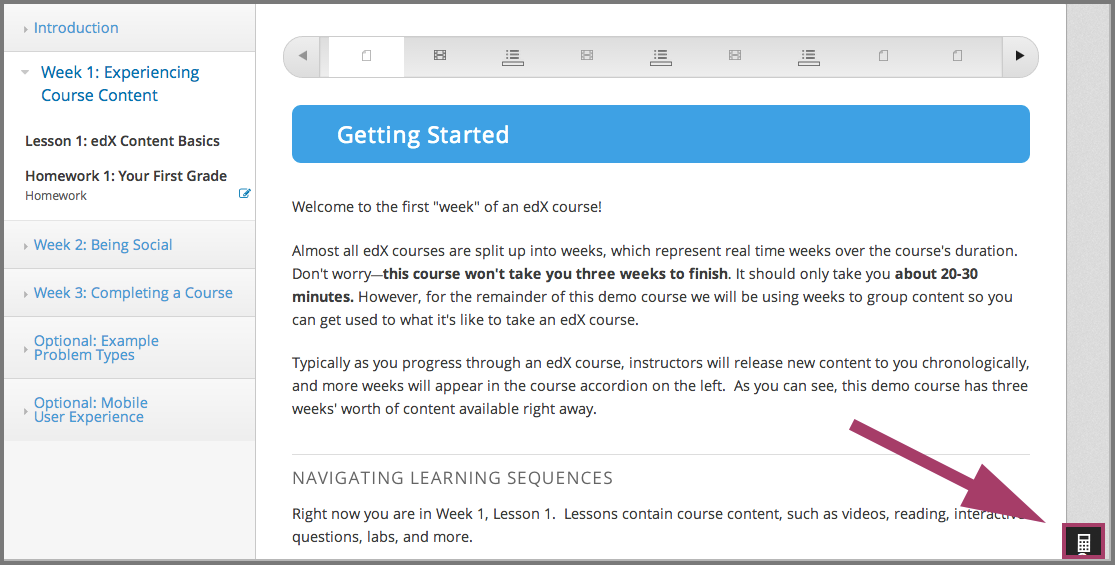 Introduction
Week 1: Experiencing
Course Content
Lesson 1: edX Content Basics
Homework 1: Your First Grade
Homework
Week 2: Being Social
Week 3: Completing a Course
Optional: Example
Problem Types
Optional: Mobile
User Experience
Getting Started
Welcome to the first "week" of an edX course!
Almost all edX courses are split up into weeks, which represent real time weeks over the course's duration.
Don't worry—this course won't take you three weeks to finish. It should only take you about 20-30
minutes. However, for the remainder of this demo course we will be using weeks to group content so you
can get used to what it's like to take an edX course.
Typically as you progress through an edX course, instructors will release new content to you chronologically,
and more weeks will appear in the course accordion on the left.  As you can see, this demo course has three
weeks' worth of content available right away.
NAVIGATING LEARNING SEQUENCES
Right now you are in Week 1, Lesson 1.  Lessons contain course content, such as videos, reading, interactive
questions, labs, and more.